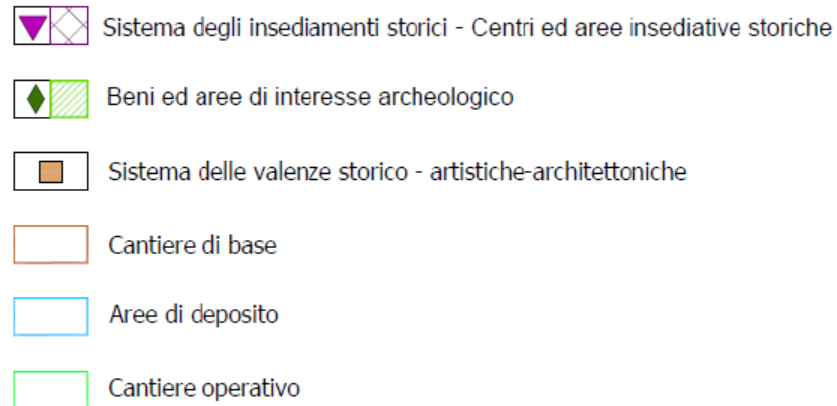 Sistema degli insediamenti storici - Centri ed aree insediative storiche
Beni ed aree di interesse archeologico
Sistema delle valenze storico - artistiche-architettoniche
Cantiere di base
Aree di deposito
Cantiere operativo